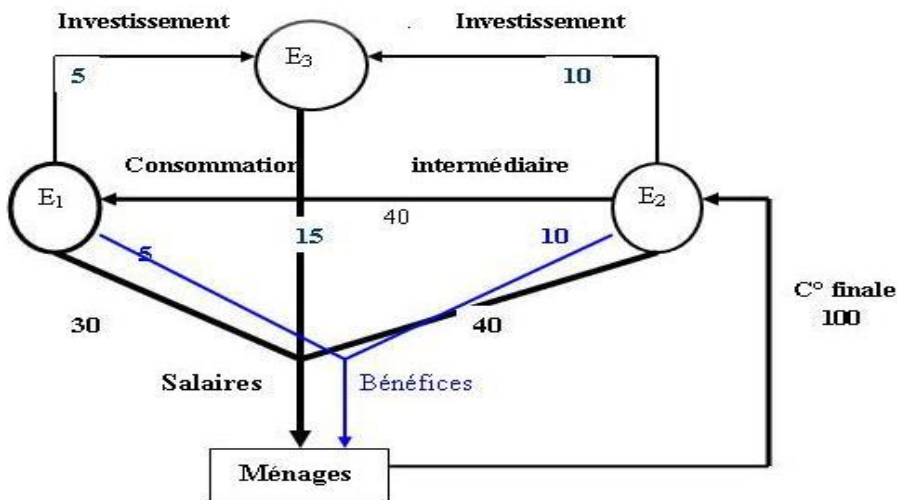 Investissement
Investissement
E3
5
10
Consommation
intermédiaire
E1
E2
40
15
10
5
C° finale
100
30
40
Salaires
Bénéfices
Ménages